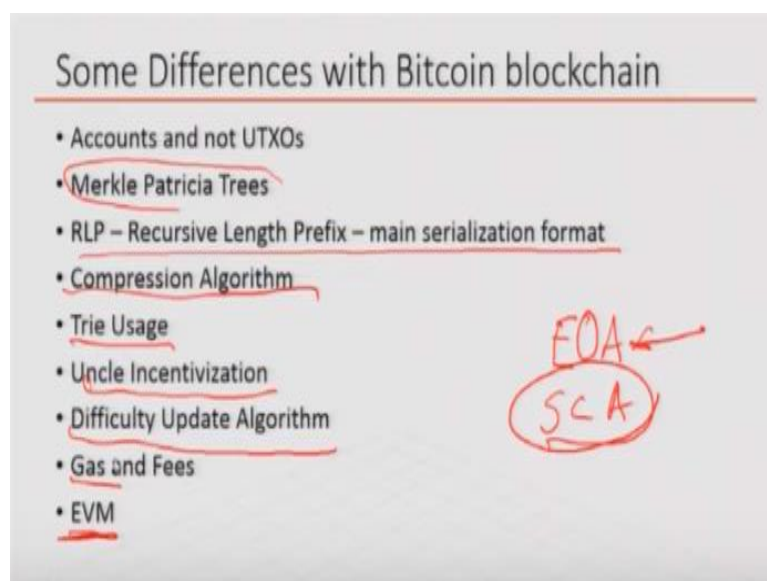 Some Differences with Bitcoin blockchain
• Accounts and not UTXOs
• Merkle Patricia Trees
• RLP – Recursive Length Prefix – main serialization format
• Compression Algorithm
• Trie Usage
• Uncle Incentivization
• Difficulty Update Algorithm
• Gas and Fees
• EVM
EOA
SCA